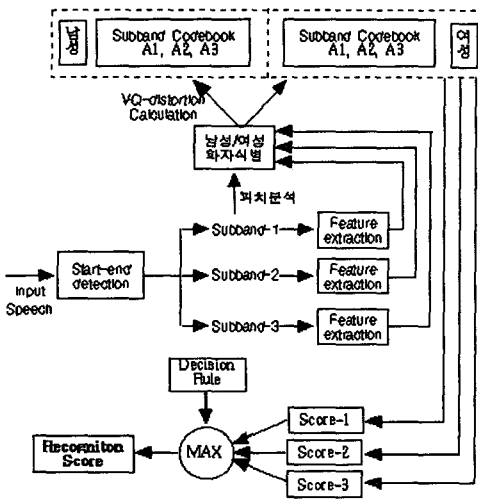 남성
Subband Codebook
A1, A2, A3
Subband Codebook
A1, A2, A3
여성
VQ-distortion
Calculation
남성/여성
화자식별
피치분석
Subband-1
Feature
extraction
Start-end
detection
Input
Speech
Subband-2
Feature
extraction
Subband-3
Feature
extraction
Decision
Rule
MAX
Recogniton
Score
Score-1
Score-2
Score-3